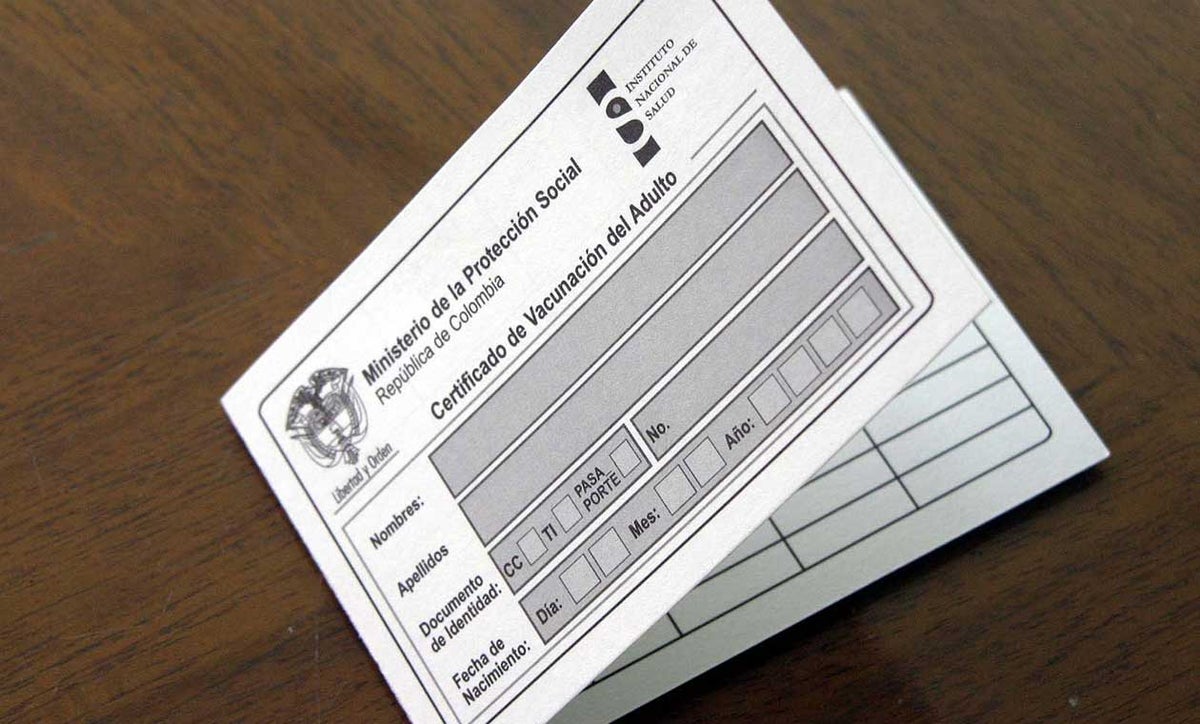 Libertad y Orden
Ministerio de la Protección Social
República de Colombia
INSTITUTO
NACIONAL DE
SALUD
Certificado de Vacunación del Adulto
Nombres:
Apellidos
Documento
de Identidad:
CC TI PASA
PORTE No.
Fecha de
Nacimiento:
Día: Mes: Año: